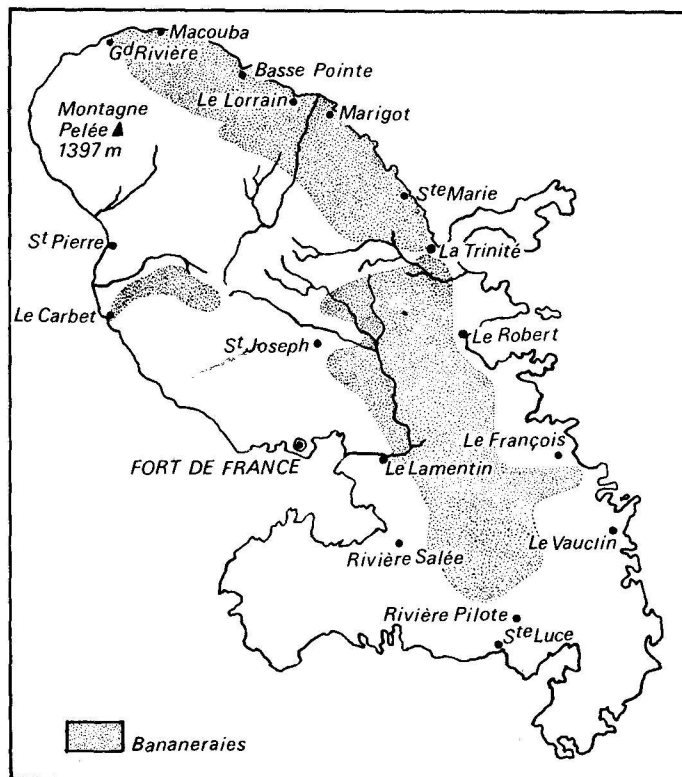 Macouba
Gd Rivière
Basse Pointe
Le Lorrain
Marigot
Montagne
Pelée
1397 m
Ste Marie
St Pierre
La Trinité
Le Carbet
St Joseph
Le Robert
Le François
FORT DE FRANCE
Le Lamentin
Le Vauclin
Rivière Salée
Rivière Pilote
Ste Luce
Bananeraies